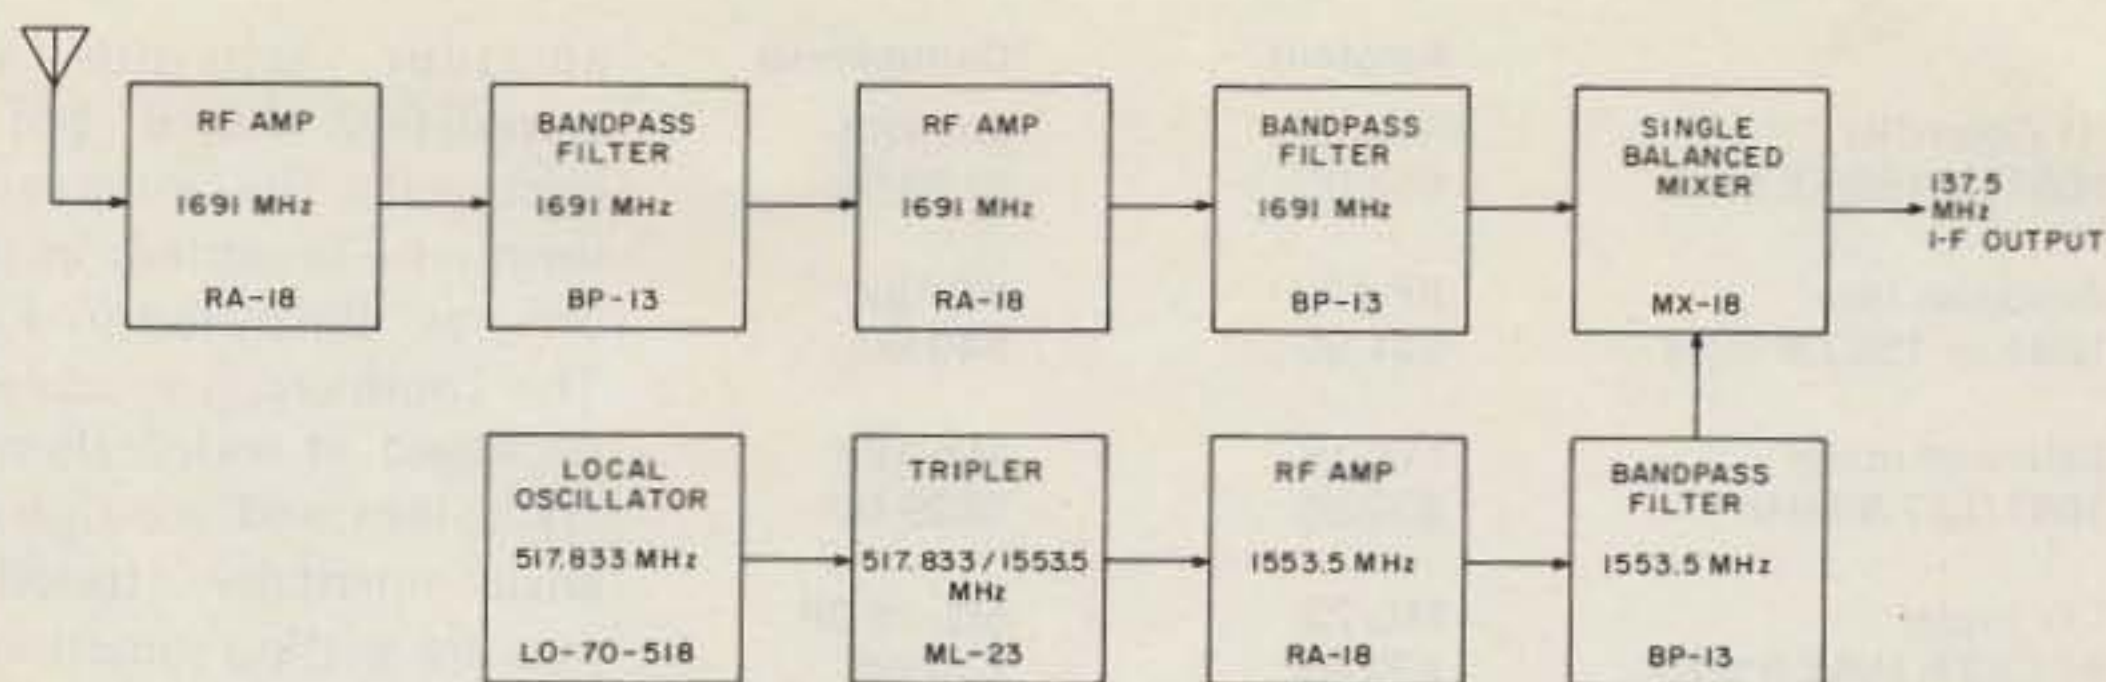 RF AMP
1691 MHz
RA-18
BANDPASS
FILTER
1691 MHz
BP-13
RF AMP
1691 MHz
RA-18
BANDPASS
FILTER
1691 MHz
BP-13
SINGLE
BALANCED
MIXER
MX-18
137.5
MHz
I-F OUTPUT
LOCAL
OSCILLATOR
517.833 MHz
LO-70-518
TRIPLER
517.833/1553.5
MHz
ML-23
RF AMP
1553.5 MHz
RA-18
BANDPASS
FILTER
1553.5 MHz
BP-13